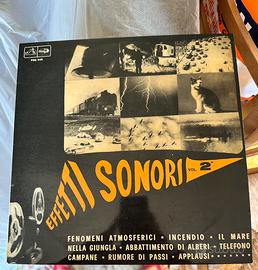 EFFETTI SONORI VOL. 2°
FENOMENI ATMOSFERICI • INCENDIO • IL MARE
NELLA GIUNGLA • ABBATTIMENTO DI ALBERI • TELEFONO
CAMPANE • RUMORE DI PASSI • APPLAUSI • • • • • • •